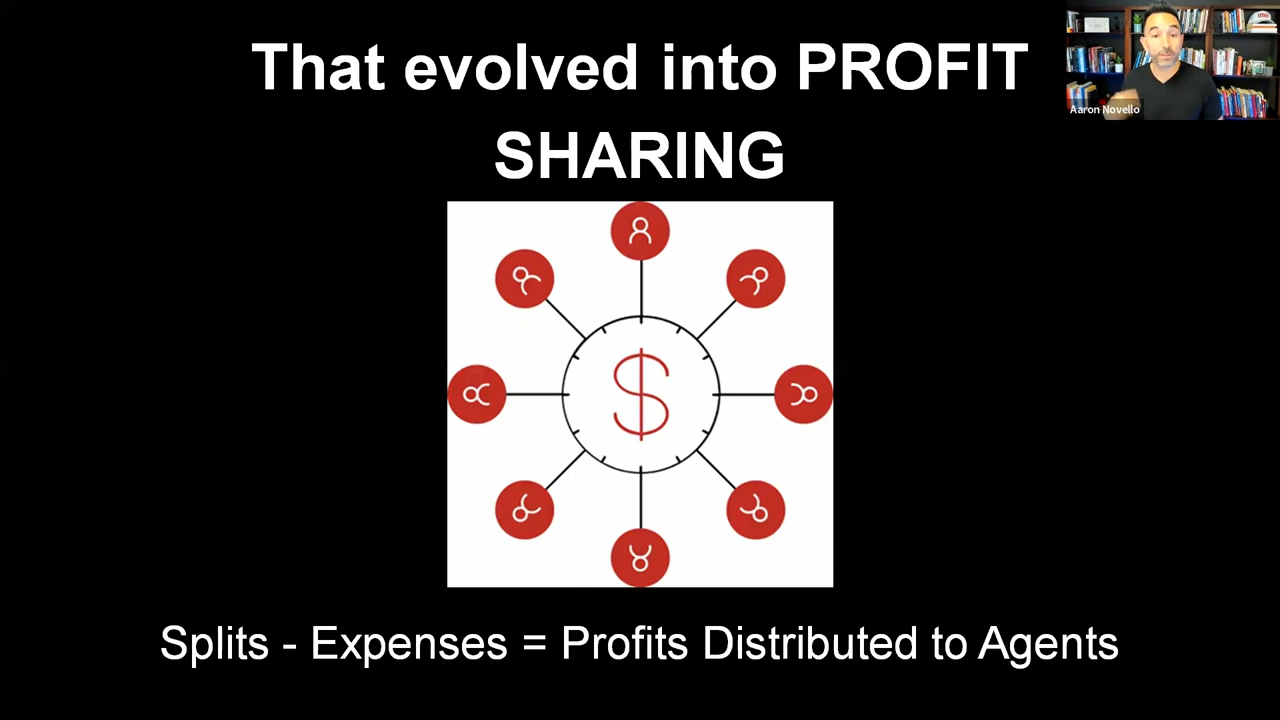 That evolved into PROFIT
SHARING
Aaron Novello
$
Splits - Expenses = Profits Distributed to Agents